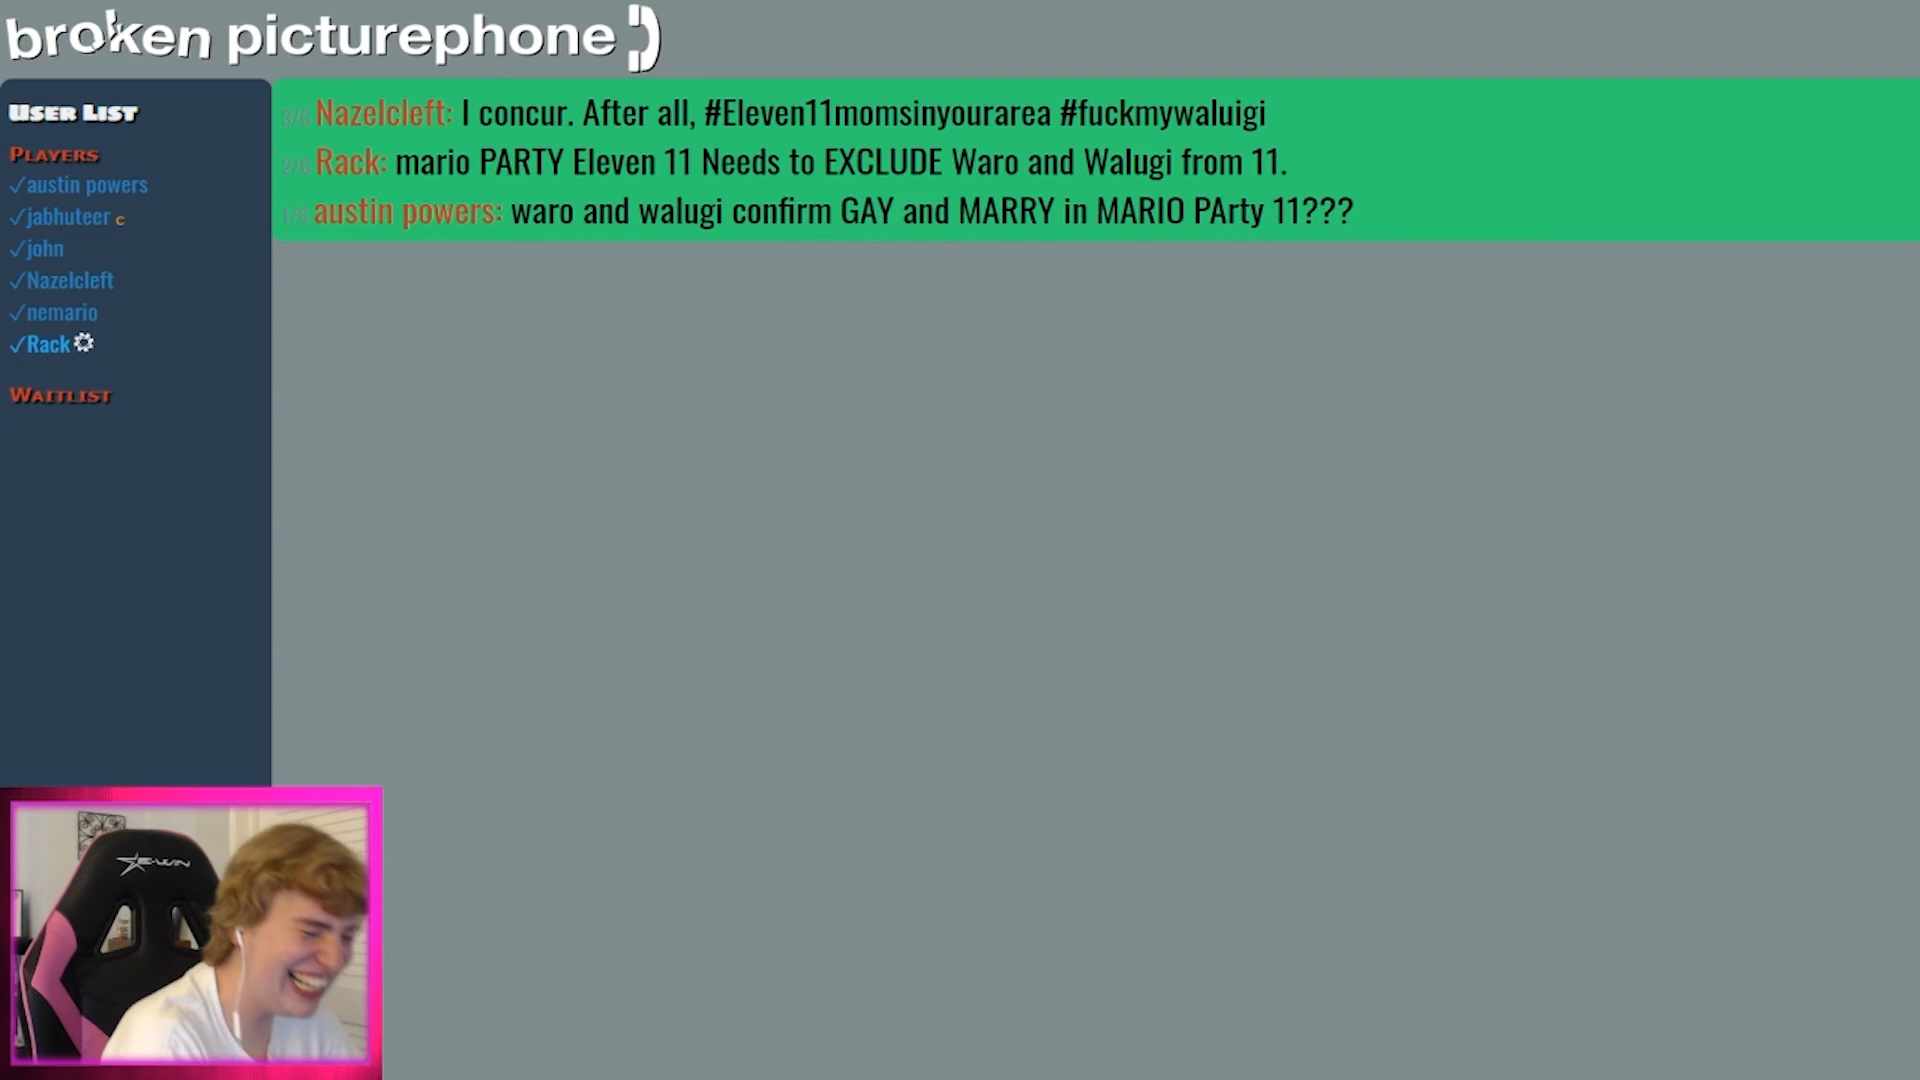 broken picturephone
USER LIST
PLAYERS
✓austin powers
✓jabhuteer c
✓john
✓Nazelcleft
✓nemario
✓Rack
WAITLIST
3/6 Nazelcleft: I concur. After all, #Eleven11momsinyourarea #fuckmywaluigi
2/6 Rack: mario PARTY Eleven 11 Needs to EXCLUDE Waro and Walugi from 11.
1/6 austin powers: waro and walugi confirm GAY and MARRY in MARIO PArty 11???
E-WIN